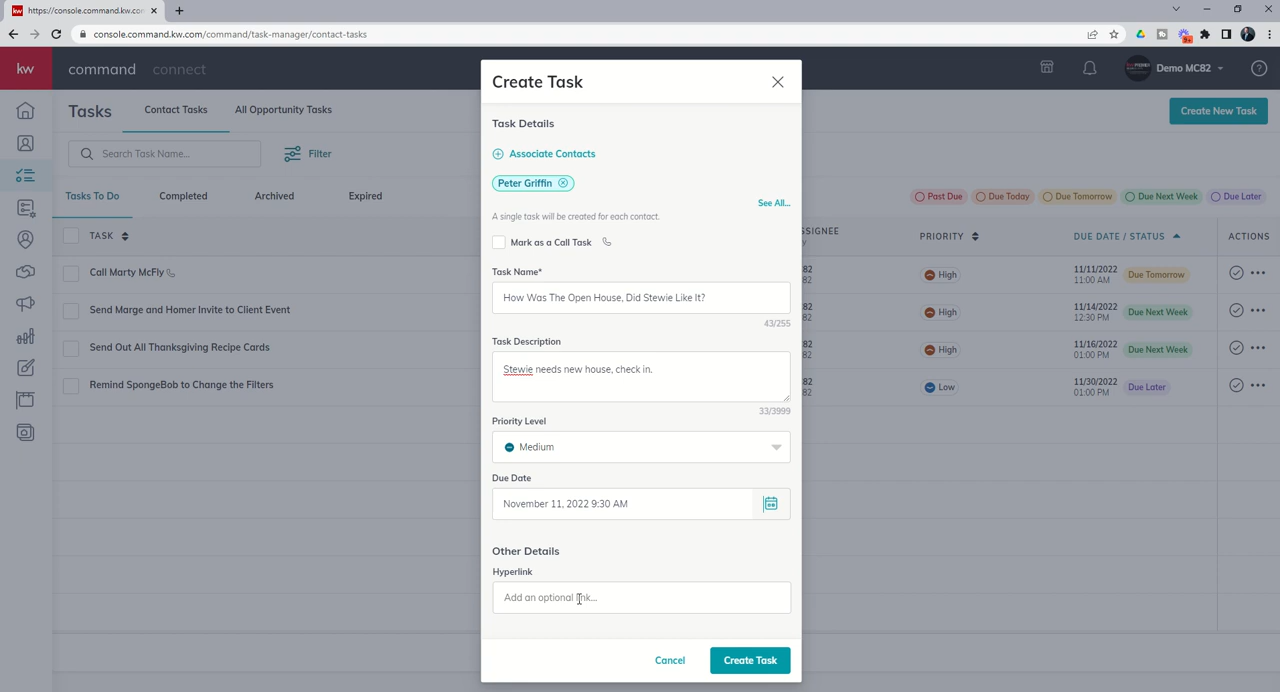 kw https://console.command.kw.co
console.command.kw.com/command/task-manager/contact-tasks
9+
kw command connect
Demo MC82
Tasks Contact Tasks All Opportunity Tasks
Create New Task
Search Task Name... Filter
Tasks To Do Completed Archived Expired
Past Due Due Today Due Tomorrow Due Next Week Due Later
TASK SIGNEE PRIORITY DUE DATE / STATUS ACTIONS
Call Marty McFly 82 High 11/11/2022 11:00 AM Due Tomorrow
Send Marge and Homer Invite to Client Event 82 High 11/14/2022 12:30 PM Due Next Week
Send Out All Thanksgiving Recipe Cards 82 High 11/16/2022 01:00 PM Due Next Week
Remind SpongeBob to Change the Filters 82 Low 11/30/2022 01:00 PM Due Later
Create Task
Task Details
Associate Contacts
Peter Griffin
See All...
A single task will be created for each contact.
Mark as a Call Task
Task Name*
How Was The Open House, Did Stewie Like It?
43/255
Task Description
Stewie needs new house, check in.
33/3999
Priority Level
Medium
Due Date
November 11, 2022 9:30 AM
Other Details
Hyperlink
Add an optional link...
Cancel Create Task